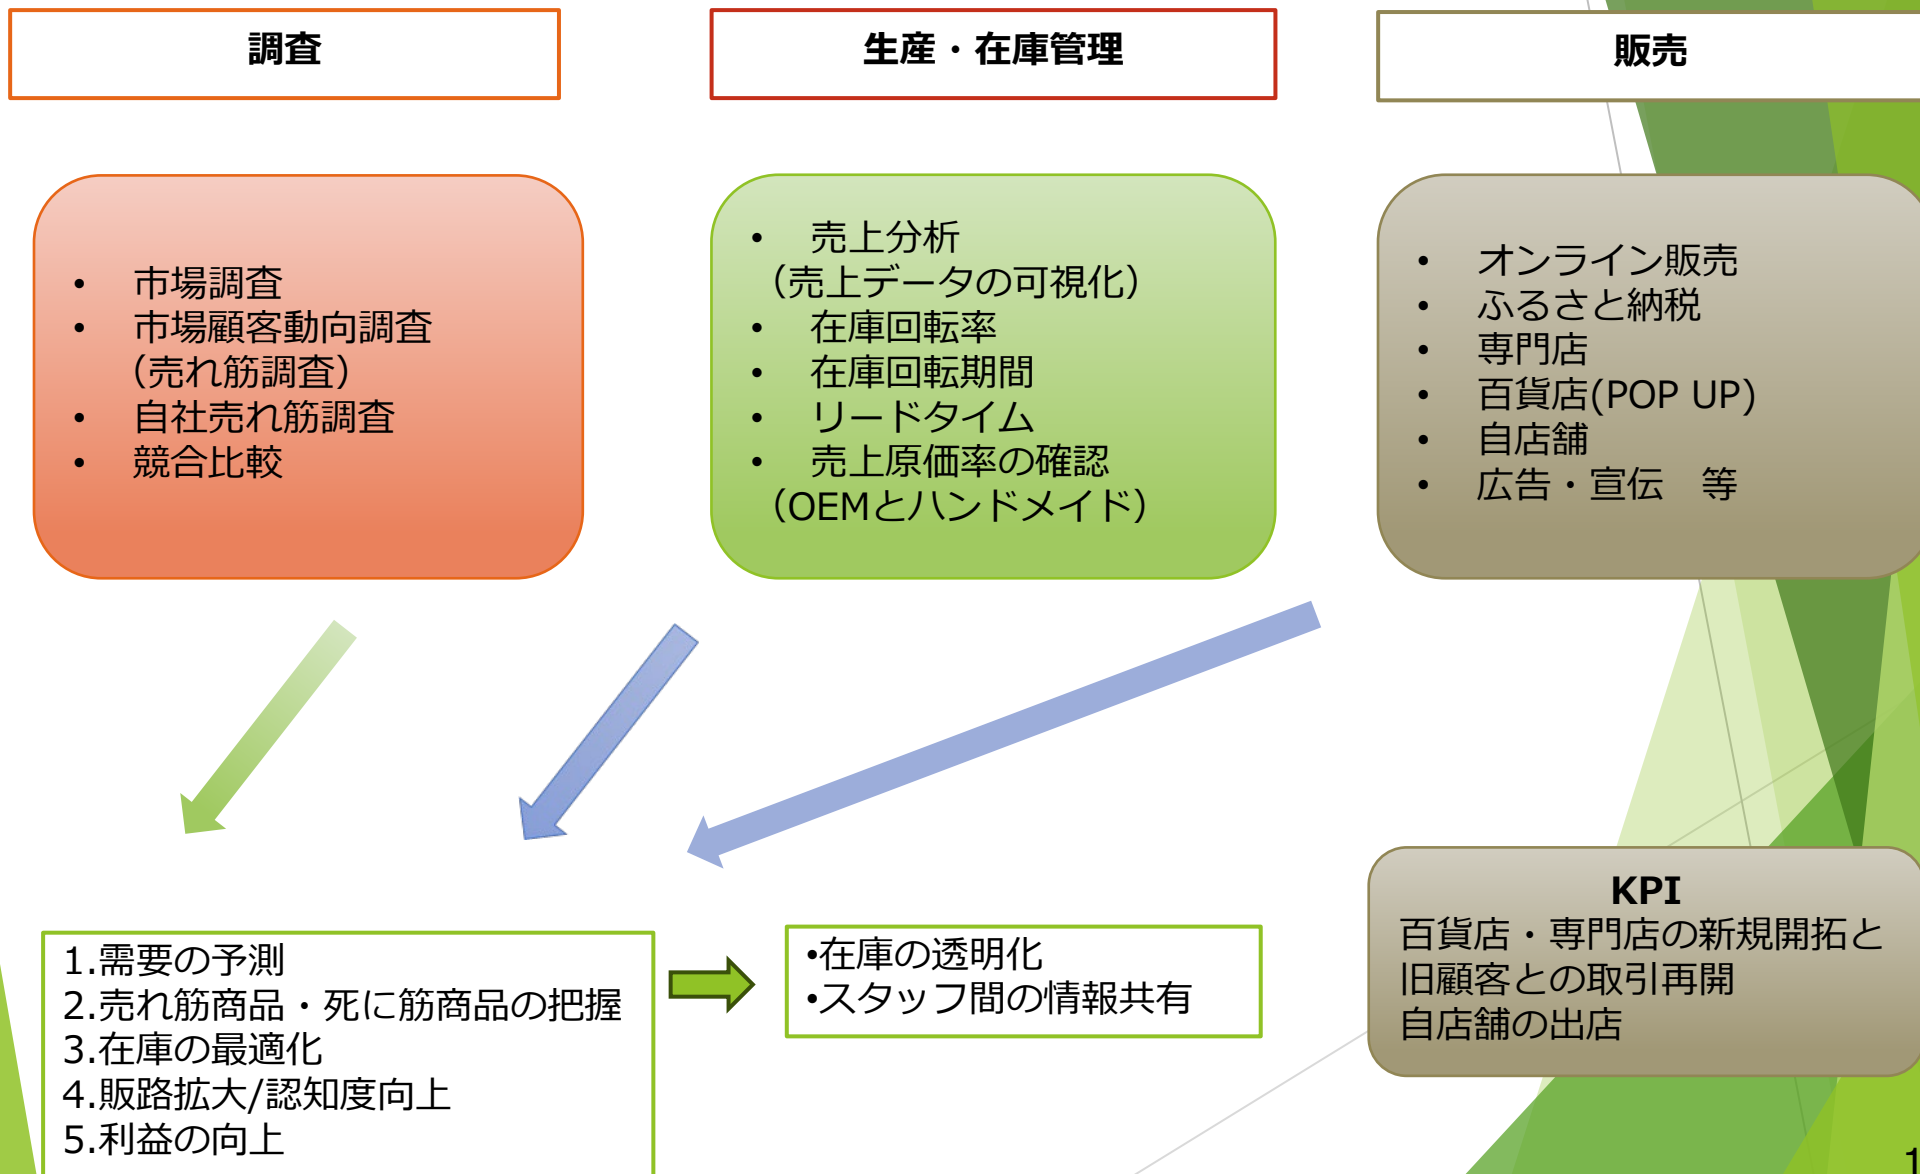 調査
生産・在庫管理
販売
• 市場調査
• 市場顧客動向調査
（売れ筋調査）
• 自社売れ筋調査
• 競合比較
• 売上分析
（売上データの可視化）
• 在庫回転率
• 在庫回転期間
• リードタイム
• 売上原価率の確認
（OEMとハンドメイド）
• オンライン販売
• ふるさと納税
• 専門店
• 百貨店(POP UP)
• 自店舗
• 広告・宣伝　等
1.需要の予測
2.売れ筋商品・死に筋商品の把握
3.在庫の最適化
4.販路拡大/認知度向上
5.利益の向上
•在庫の透明化
•スタッフ間の情報共有
KPI
百貨店・専門店の新規開拓と
旧顧客との取引再開
自店舗の出店
1